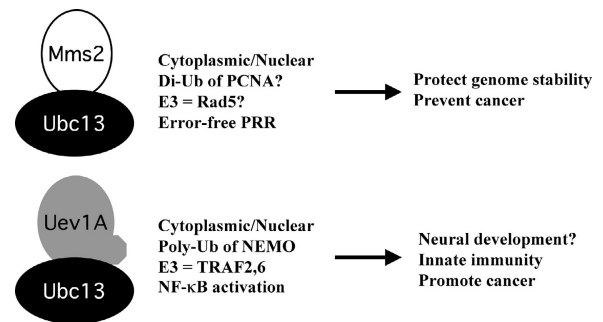 Mms2
Ubc13
Cytoplasmic/Nuclear
Di-Ub of PCNA?
E3 = Rad5?
Error-free PRR
Protect genome stability
Prevent cancer
Uev1A
Ubc13
Cytoplasmic/Nuclear
Poly-Ub of NEMO
E3 = TRAF2,6
NF-κB activation
Neural development?
Innate immunity
Promote cancer